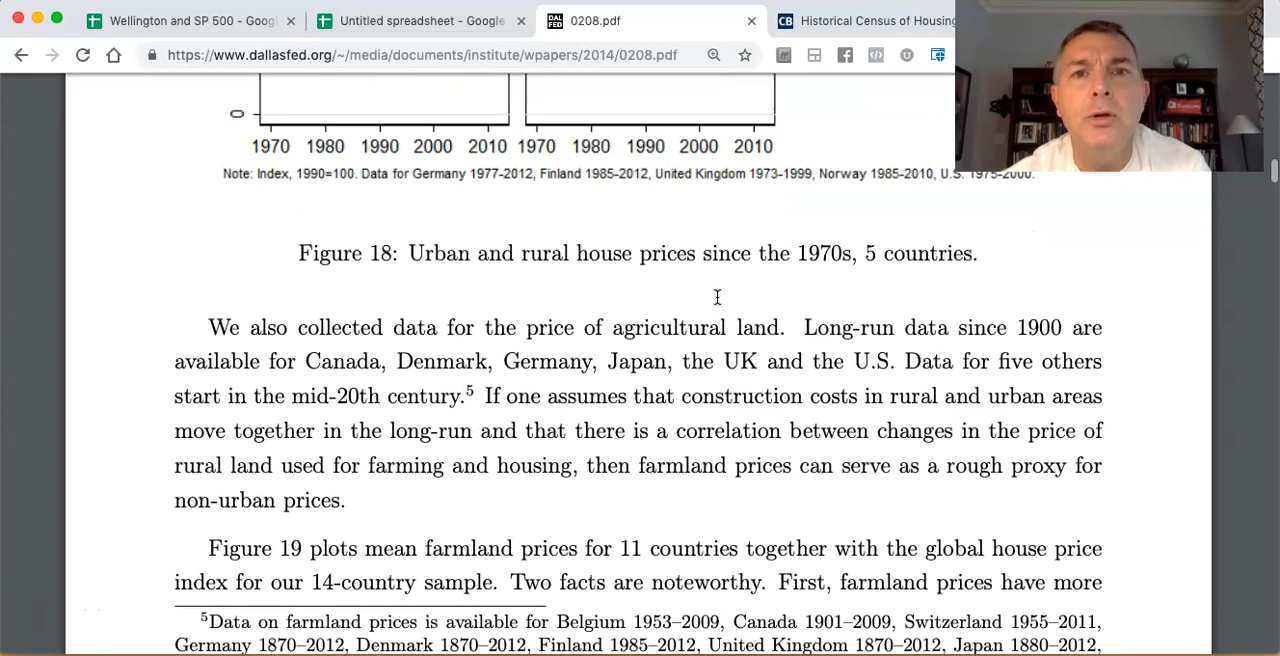 Wellington and SP 500 - Googl
Untitled spreadsheet - Google
DAL
FED
0208.pdf
CB
Historical Census of Housing
https://www.dallasfed.org/~/media/documents/institute/wpapers/2014/0208.pdf
0
1970 1980 1990 2000 2010 1970 1980 1990 2000 2010
Note: Index, 1990=100. Data for Germany 1977-2012, Finland 1985-2012, United Kingdom 1973-1999, Norway 1985-2010, U.S. 1975-2000.
Figure 18: Urban and rural house prices since the 1970s, 5 countries.
We also collected data for the price of agricultural land. Long-run data since 1900 are
available for Canada, Denmark, Germany, Japan, the UK and the U.S. Data for five others
start in the mid-20th century.⁵ If one assumes that construction costs in rural and urban areas
move together in the long-run and that there is a correlation between changes in the price of
rural land used for farming and housing, then farmland prices can serve as a rough proxy for
non-urban prices.
Figure 19 plots mean farmland prices for 11 countries together with the global house price
index for our 14-country sample. Two facts are noteworthy. First, farmland prices have more
⁵Data on farmland prices is available for Belgium 1953–2009, Canada 1901–2009, Switzerland 1955–2011,
Germany 1870–2012, Denmark 1870–2012, Finland 1985–2012, United Kingdom 1870–2012, Japan 1880–2012,